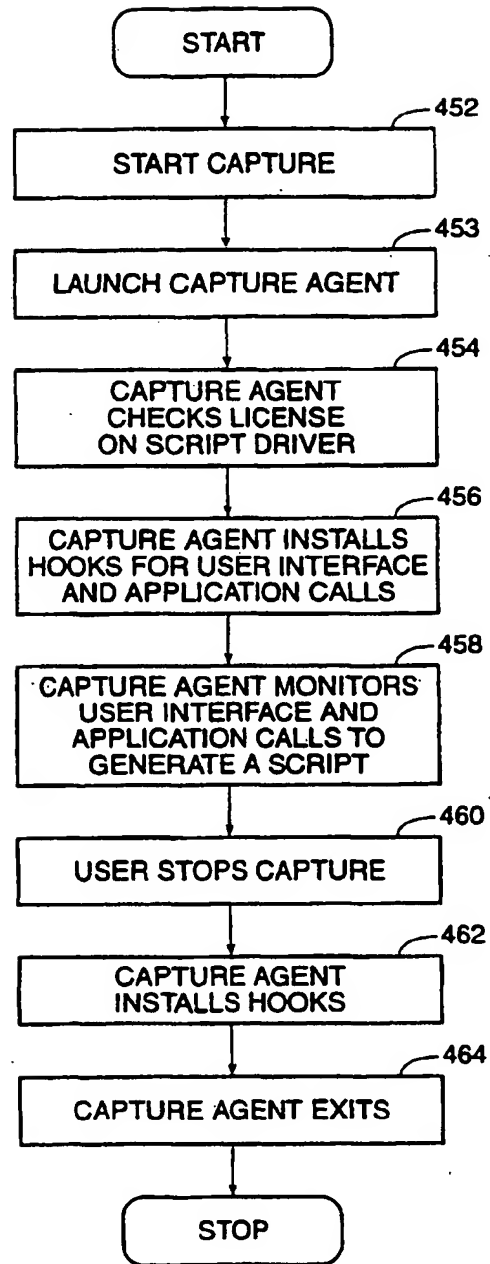 START
452
START CAPTURE
453
LAUNCH CAPTURE AGENT
454
CAPTURE AGENT
CHECKS LICENSE
ON SCRIPT DRIVER
456
CAPTURE AGENT INSTALLS
HOOKS FOR USER INTERFACE
AND APPLICATION CALLS
458
CAPTURE AGENT MONITORS
USER INTERFACE AND
APPLICATION CALLS TO
GENERATE A SCRIPT
460
USER STOPS CAPTURE
462
CAPTURE AGENT
INSTALLS HOOKS
464
CAPTURE AGENT EXITS
STOP